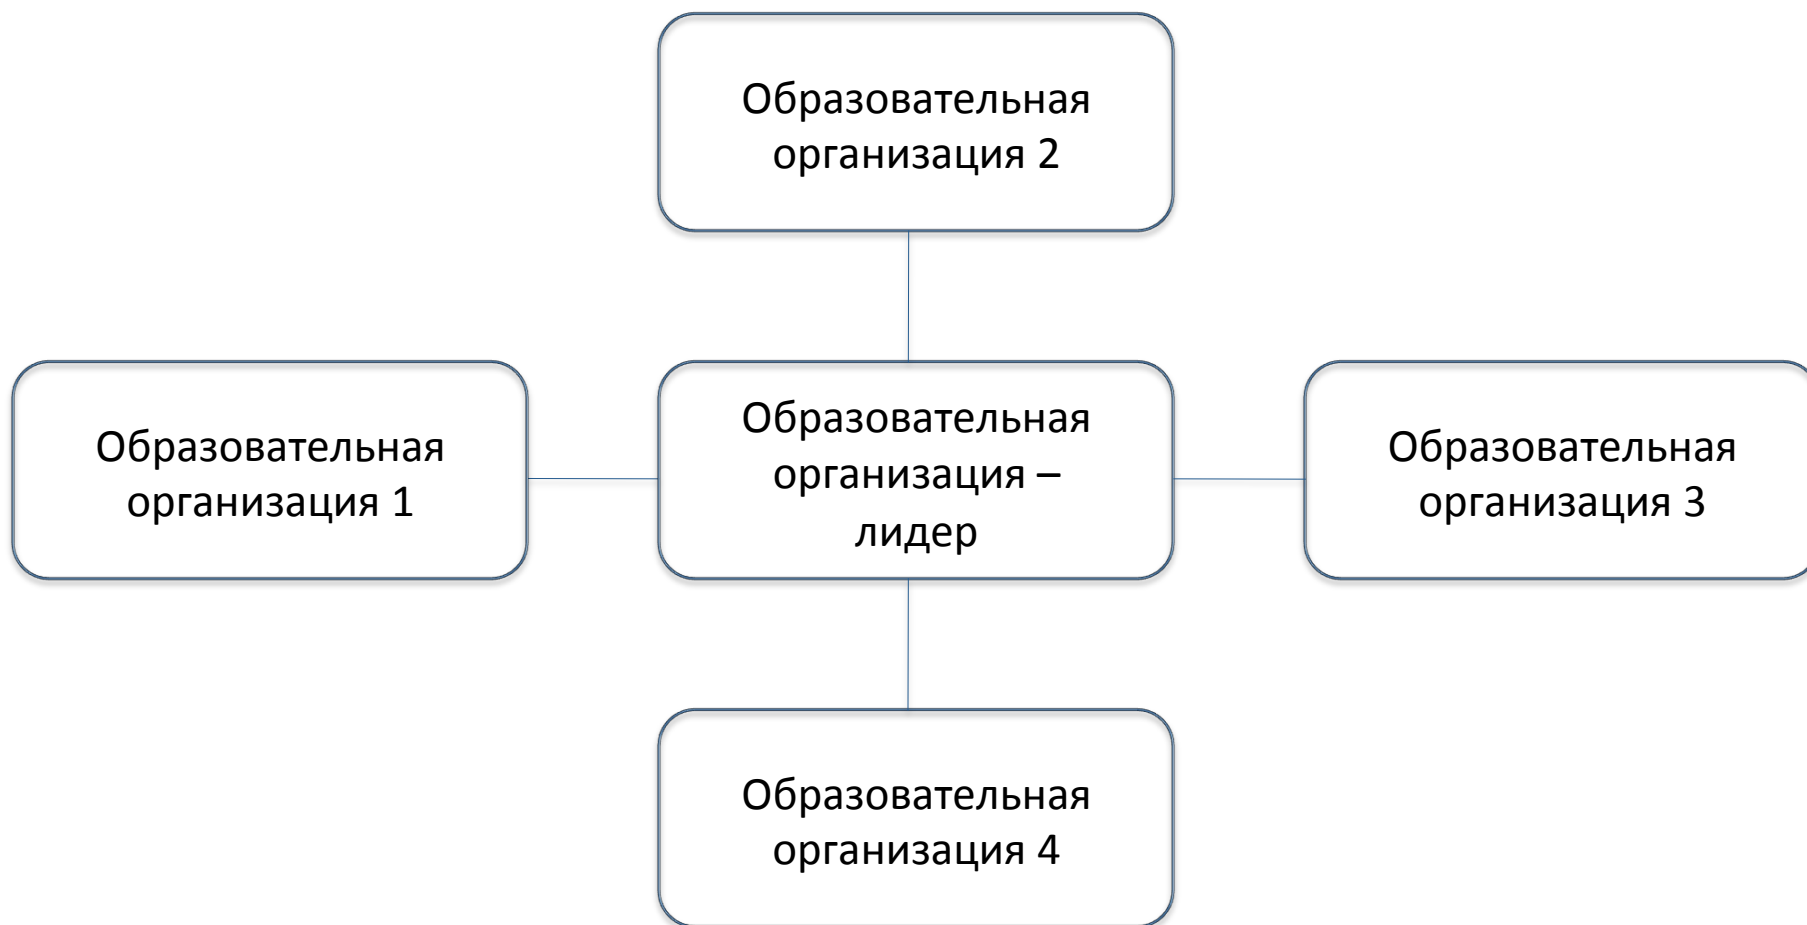 Образовательная
организация 2
Образовательная
организация 1
Образовательная
организация –
лидер
Образовательная
организация 3
Образовательная
организация 4